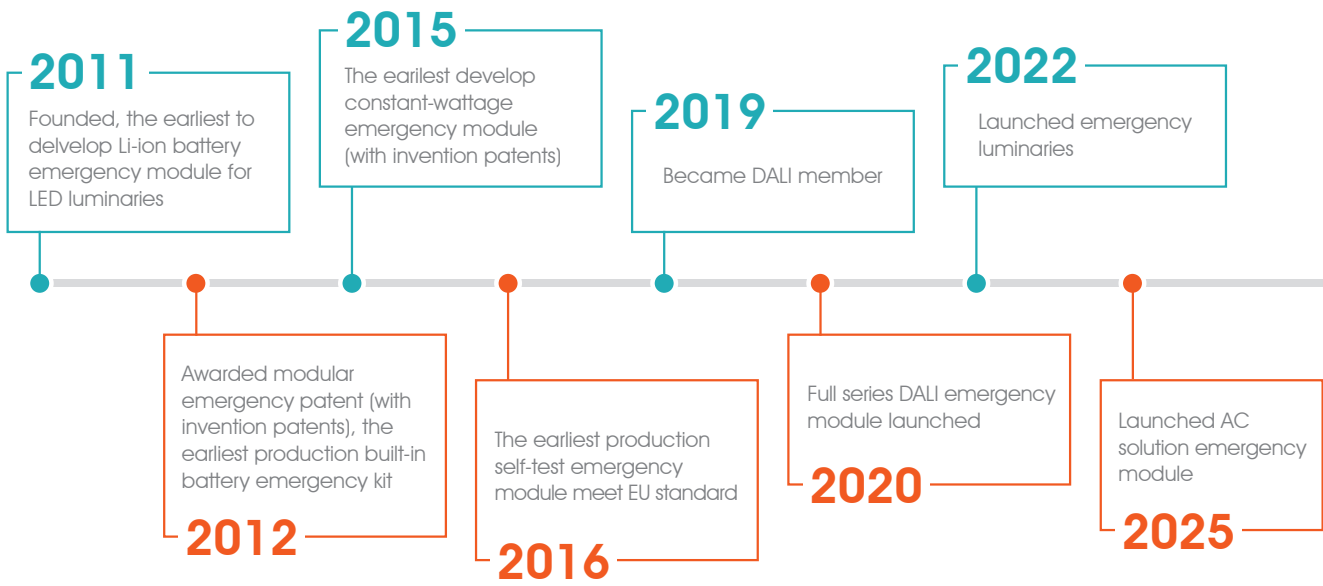 2011
Founded, the earliest to
delvelop Li-ion battery
emergency module for
LED luminaries
2012
Awarded modular
emergency patent (with
invention patents), the
earliest production built-in
battery emergency kit
2015
The earilest develop
constant-wattage
emergency module
(with invention patents)
2016
The earliest production
self-test emergency
module meet EU standard
2019
Became DALI member
2020
Full series DALI emergency
module launched
2022
Launched emergency
luminaries
2025
Launched AC
solution emergency
module